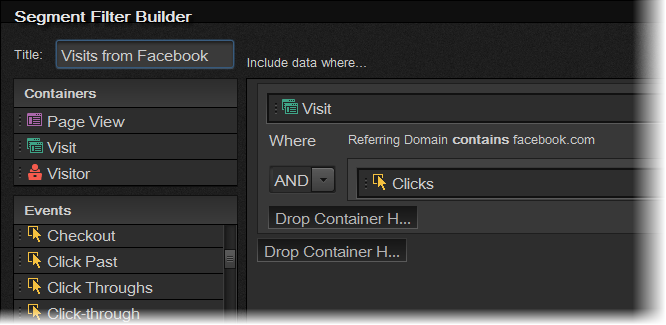 Segment Filter Builder
Title: Visits from Facebook
Include data where...
Containers
Page View
Visit
Visitor
Events
Checkout
Click Past
Click Throughs
Click-through
Visit
Where Referring Domain contains facebook.com
AND Clicks
Drop Container H...
Drop Container H...